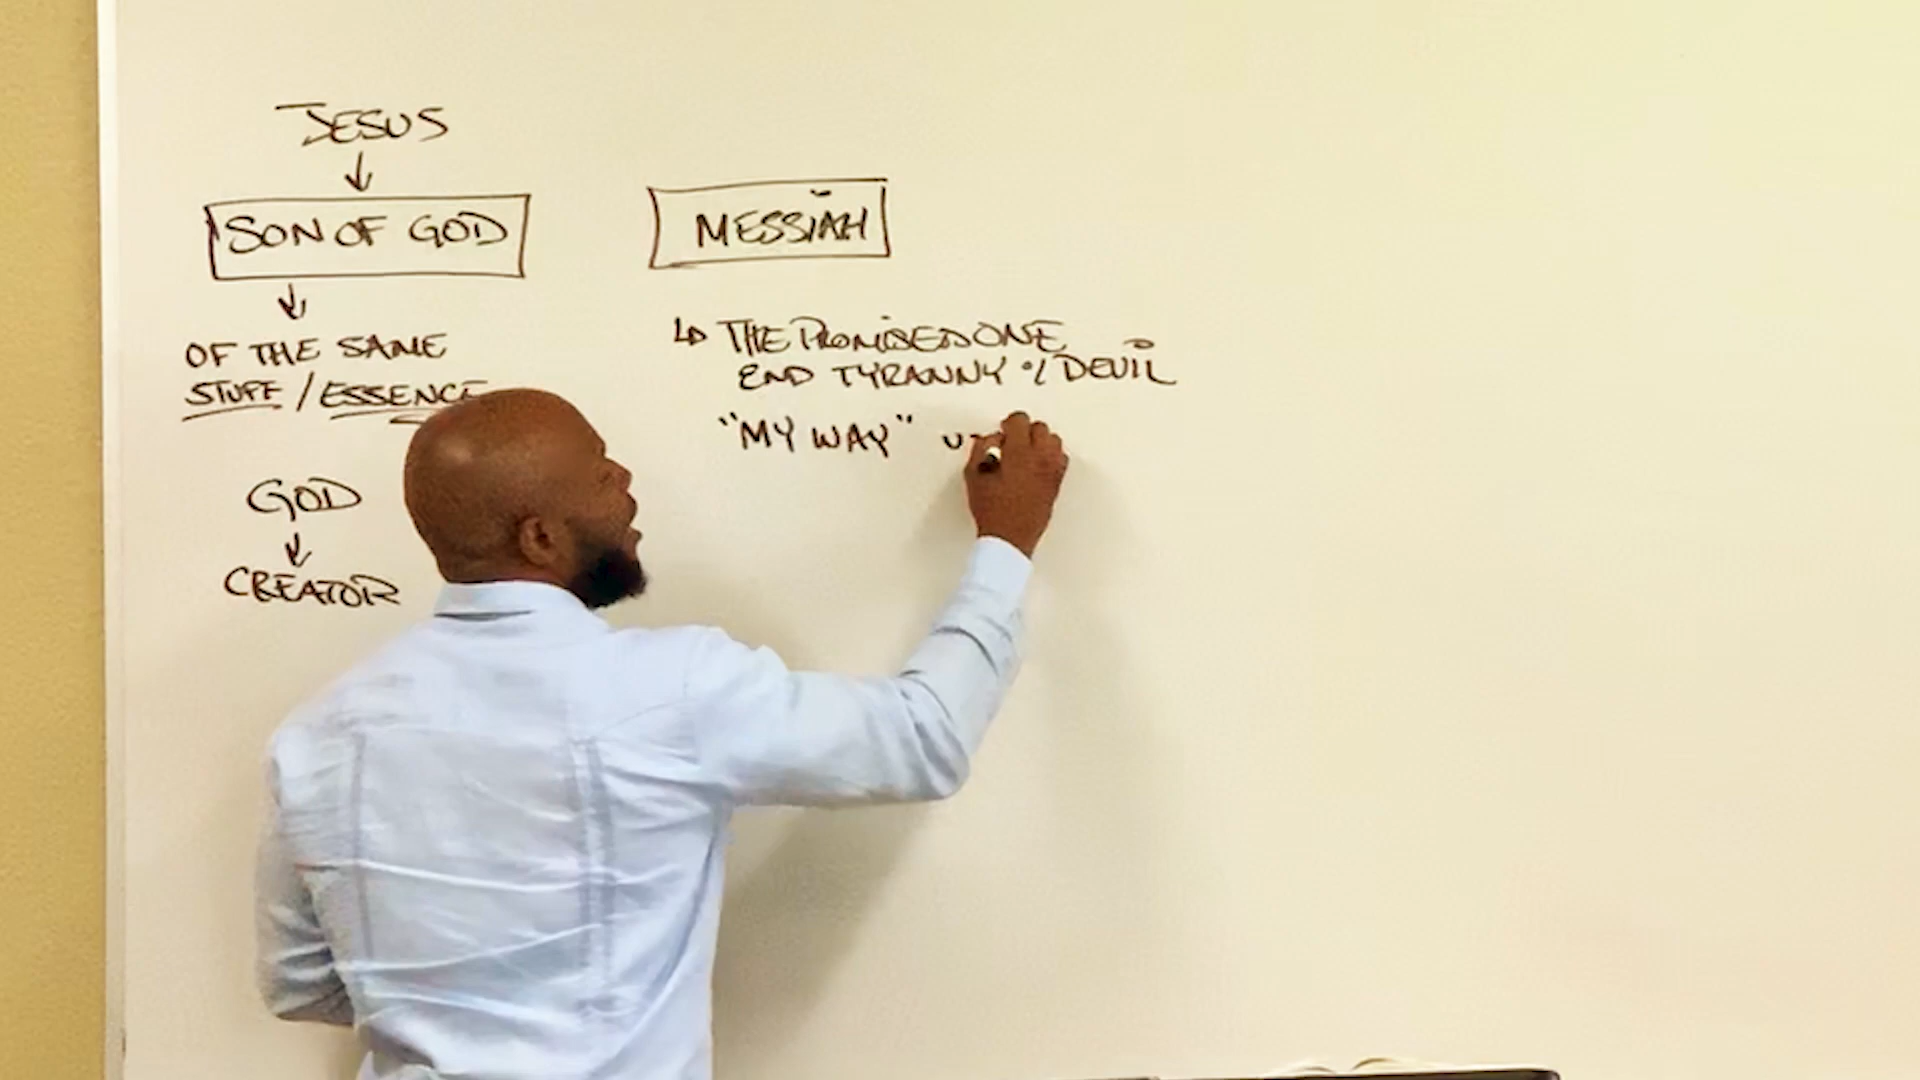 JESUS
SON OF GOD
OF THE SAME
STUFF / ESSENCE
GOD
CREATOR
MESSIAH
THE PROMISED ONE
END TYRANNY % DEVIL
"MY WAY"